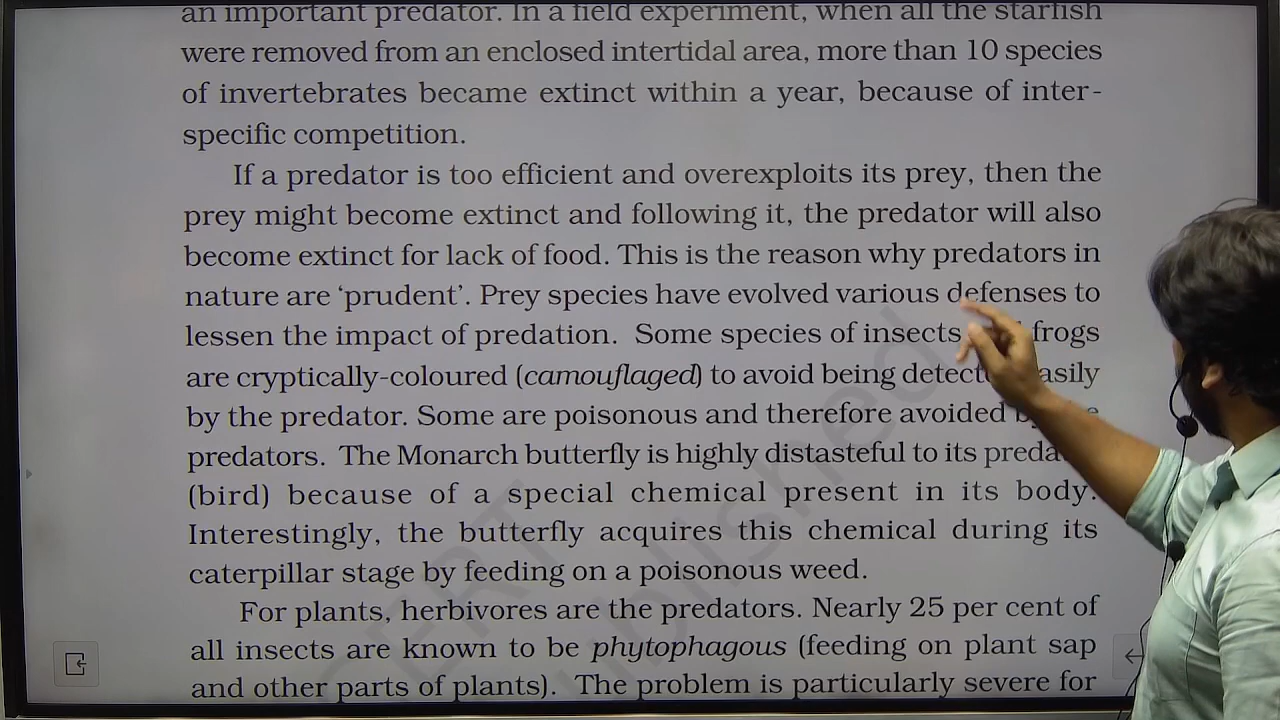 an important predator. In a field experiment, when all the starfish
were removed from an enclosed intertidal area, more than 10 species
of invertebrates became extinct within a year, because of inter-
specific competition.
If a predator is too efficient and overexploits its prey, then the
prey might become extinct and following it, the predator will also
become extinct for lack of food. This is the reason why predators in
nature are ‘prudent’. Prey species have evolved various defenses to
lessen the impact of predation. Some species of insects frogs
are cryptically-coloured (camouflaged) to avoid being detected easily
by the predator. Some are poisonous and therefore avoided by the
predators. The Monarch butterfly is highly distasteful to its predator
(bird) because of a special chemical present in its body.
Interestingly, the butterfly acquires this chemical during its
caterpillar stage by feeding on a poisonous weed.
For plants, herbivores are the predators. Nearly 25 per cent of
all insects are known to be phytophagous (feeding on plant sap
and other parts of plants). The problem is particularly severe for